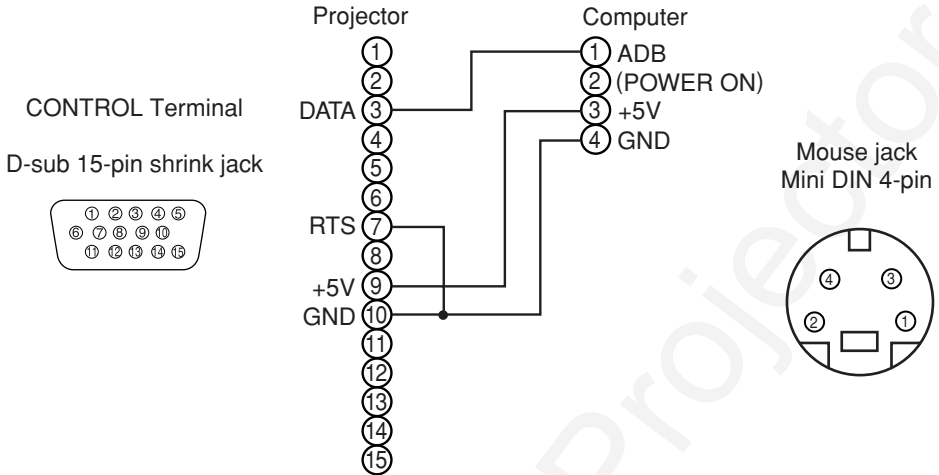 Projector
Computer
CONTROL Terminal
D-sub 15-pin shrink jack
1 2 3 4 5
6 7 8 9 10
11 12 13 14 15
1
2
DATA 3
4
5
6
RTS 7
8
+5V 9
GND 10
11
12
13
14
15
1 ADB
2 (POWER ON)
3 +5V
4 GND
Mouse jack
Mini DIN 4-pin
4 3
2 1
Projector